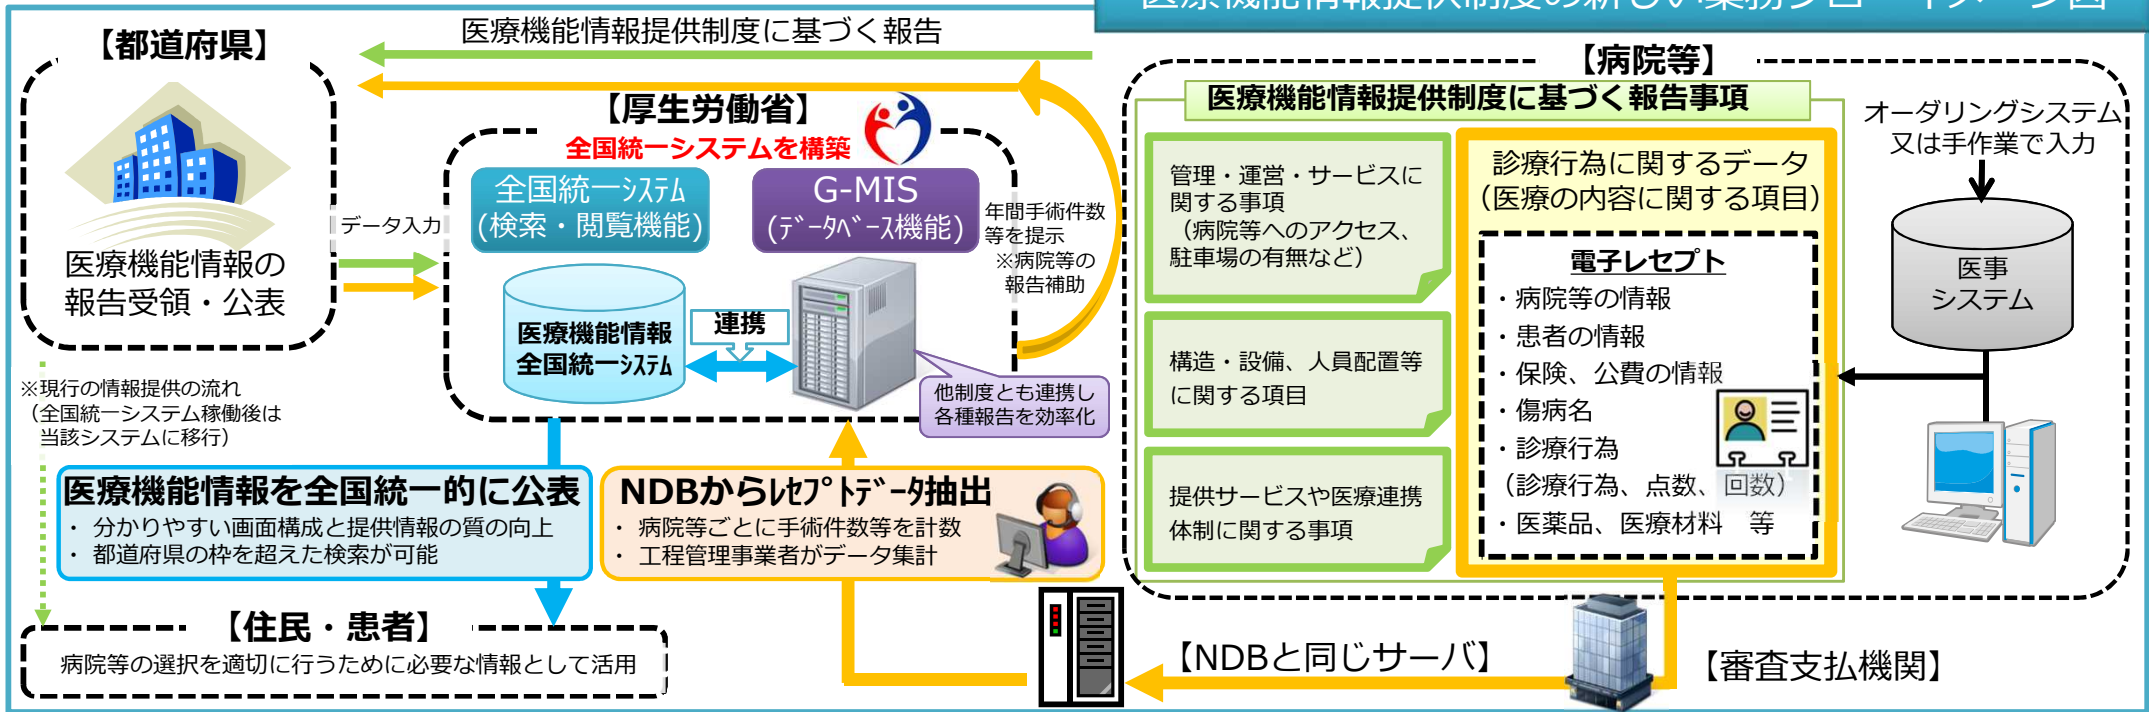 医療機能情報提供制度の新しい業務フロー イメージ図
医療機能情報提供制度に基づく報告
【都道府県】
医療機能情報の
報告受領・公表
データ入力
※現行の情報提供の流れ
（全国統一システム稼働後は
当該システムに移行）
【厚生労働省】
全国統一システムを構築
全国統一ｼｽﾃﾑ
(検索・閲覧機能)
G-MIS
(ﾃﾞｰﾀﾍﾞｰｽ機能)
医療機能情報
全国統一ｼｽﾃﾑ
連携
年間手術件数
等を提示
※病院等の
報告補助
他制度とも連携し
各種報告を効率化
医療機能情報を全国統一的に公表
・ 分かりやすい画面構成と提供情報の質の向上
・ 都道府県の枠を超えた検索が可能
NDBからﾚｾﾌﾟﾄﾃﾞｰﾀ抽出
・ 病院等ごとに手術件数等を計数
・ 工程管理事業者がデータ集計
【住民・患者】
病院等の選択を適切に行うために必要な情報として活用
【病院等】
医療機能情報提供制度に基づく報告事項
管理・運営・サービスに
関する事項
（病院等へのアクセス、
駐車場の有無など）
構造・設備、人員配置等
に関する項目
提供サービスや医療連携
体制に関する事項
診療行為に関するデータ
（医療の内容に関する項目）
電子レセプト
・病院等の情報
・患者の情報
・保険、公費の情報
・傷病名
・診療行為
（診療行為、点数、回数）
・医薬品、医療材料　等
オーダリングシステム
又は手作業で入力
医事
システム
【NDBと同じサーバ】
【審査支払機関】